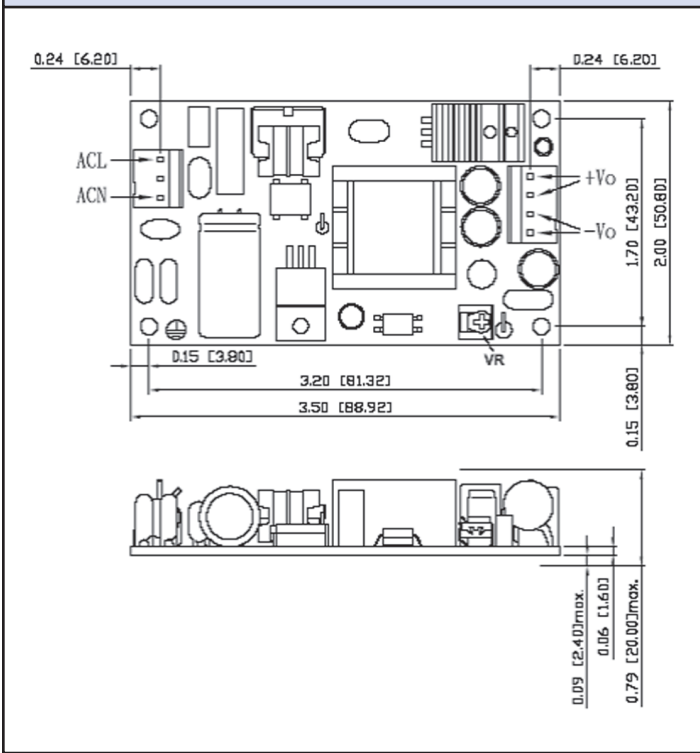 0.24 [6.20]
0.24 [6.20]
ACL
ACN
+Vo
-Vo
1.70 [43.20]
2.00 [50.80]
0.15 [3.80]
VR
3.20 [81.32]
3.50 [88.92]
0.15 [3.80]
0.09 [2.40]max.
0.06 [1.60]
0.79 [20.00]max.